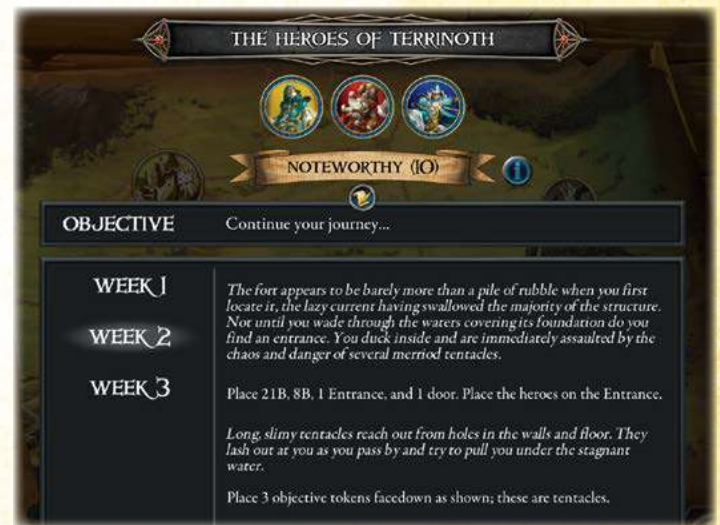 THE HEROES OF TERRINOTH
NOTEWORTHY (10)
i
OBJECTIVE
Continue your journey...
WEEK 1
WEEK 2
WEEK 3
The fort appears to be barely more than a pile of rubble when you first
locate it, the lazy current having swallowed the majority of the structure.
Not until you wade through the waters covering its foundation do you
find an entrance. You duck inside and are immediately assaulted by the
chaos and danger of several merriod tentacles.
Place 21B, 8B, 1 Entrance, and 1 door. Place the heroes on the Entrance.
Long, slimy tentacles reach out from holes in the walls and floor. They
lash out at you as you pass by and try to pull you under the stagnant
water.
Place 3 objective tokens facedown as shown; these are tentacles.